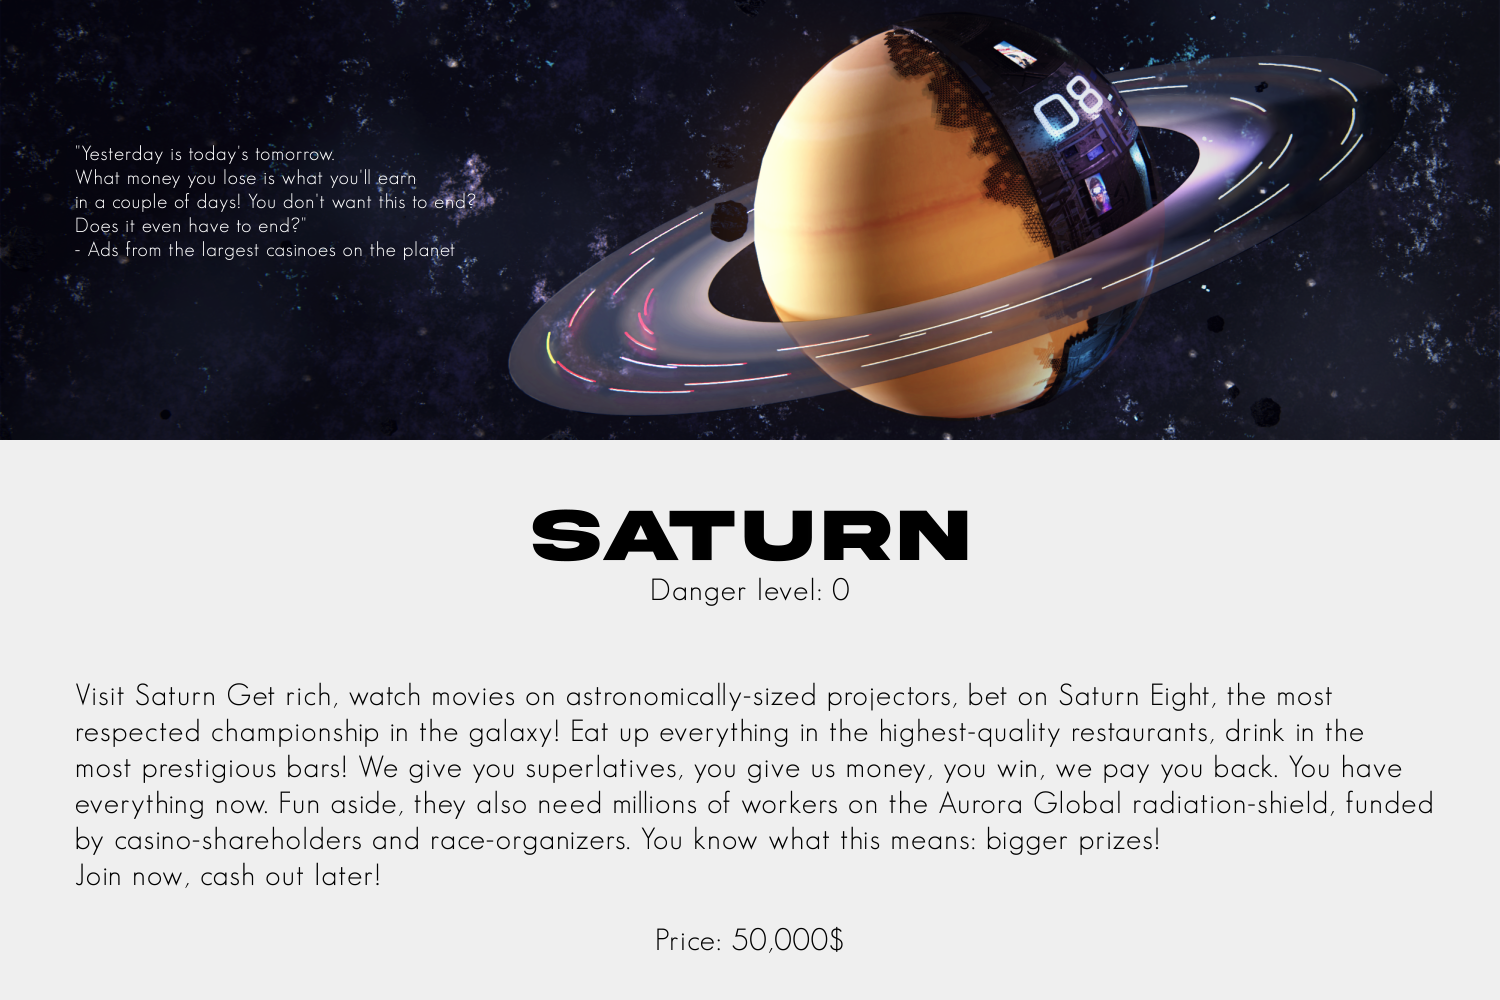 08.
"Yesterday is today's tomorrow.
What money you lose is what you'll earn
in a couple of days! You don't want this to end?
Does it even have to end?"
- Ads from the largest casinoes on the planet
SATURN
Danger level: 0
Visit Saturn Get rich, watch movies on astronomically-sized projectors, bet on Saturn Eight, the most
respected championship in the galaxy! Eat up everything in the highest-quality restaurants, drink in the
most prestigious bars! We give you superlatives, you give us money, you win, we pay you back. You have
everything now. Fun aside, they also need millions of workers on the Aurora Global radiation-shield, funded
by casino-shareholders and race-organizers. You know what this means: bigger prizes!
Join now, cash out later!
Price: 50,000$